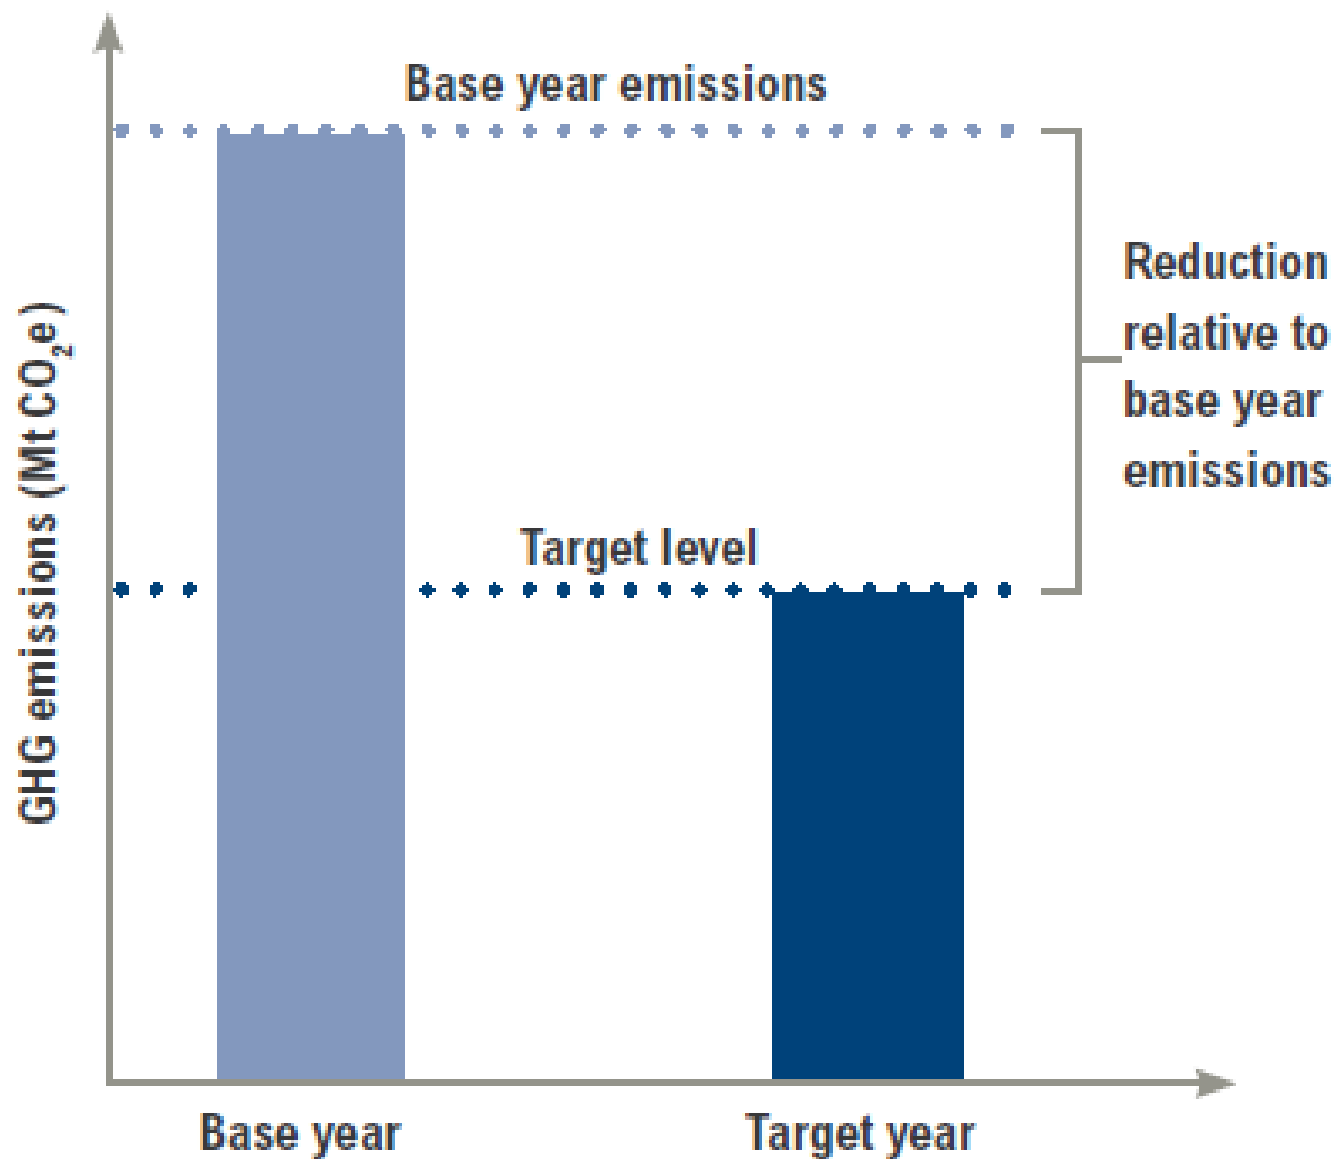 Base year emissions
Reduction
relative to
base year
emissions
GHG emissions (Mt CO₂e)
Target level
Base year
Target year